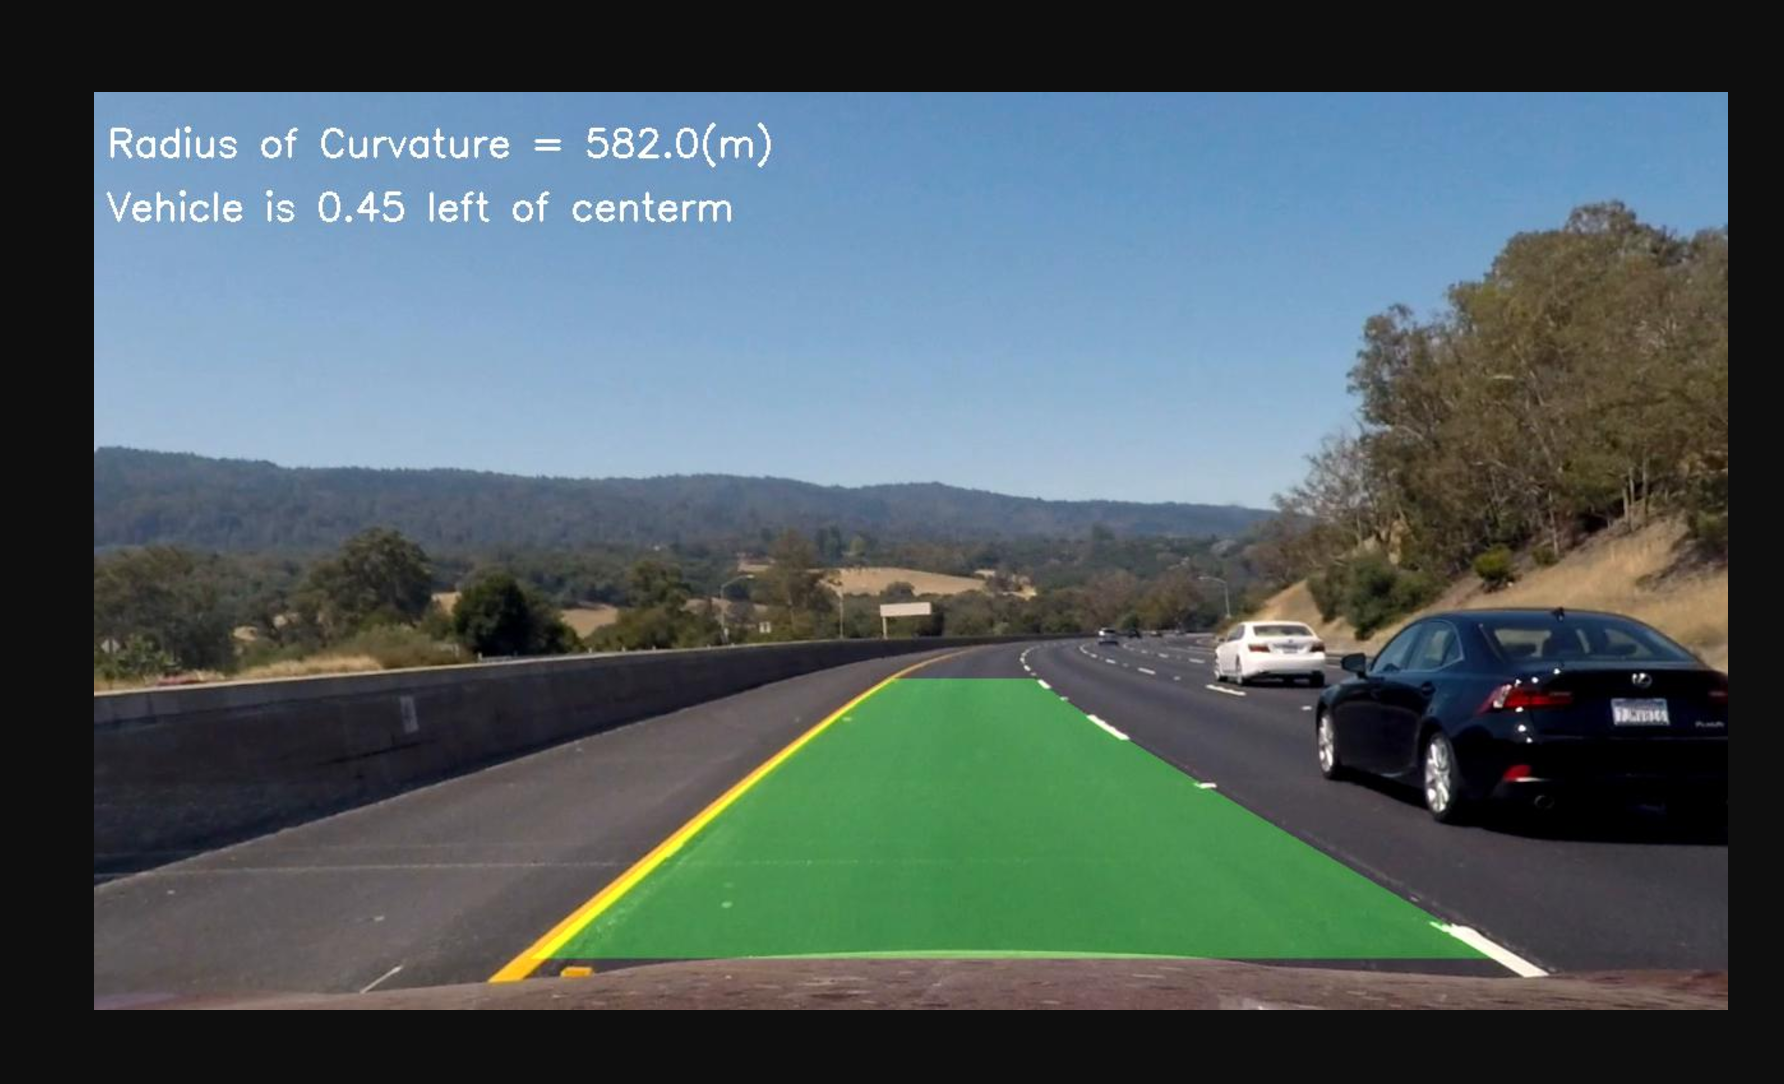 Radius of Curvature = 582.0(m)
Vehicle is 0.45 left of centerm